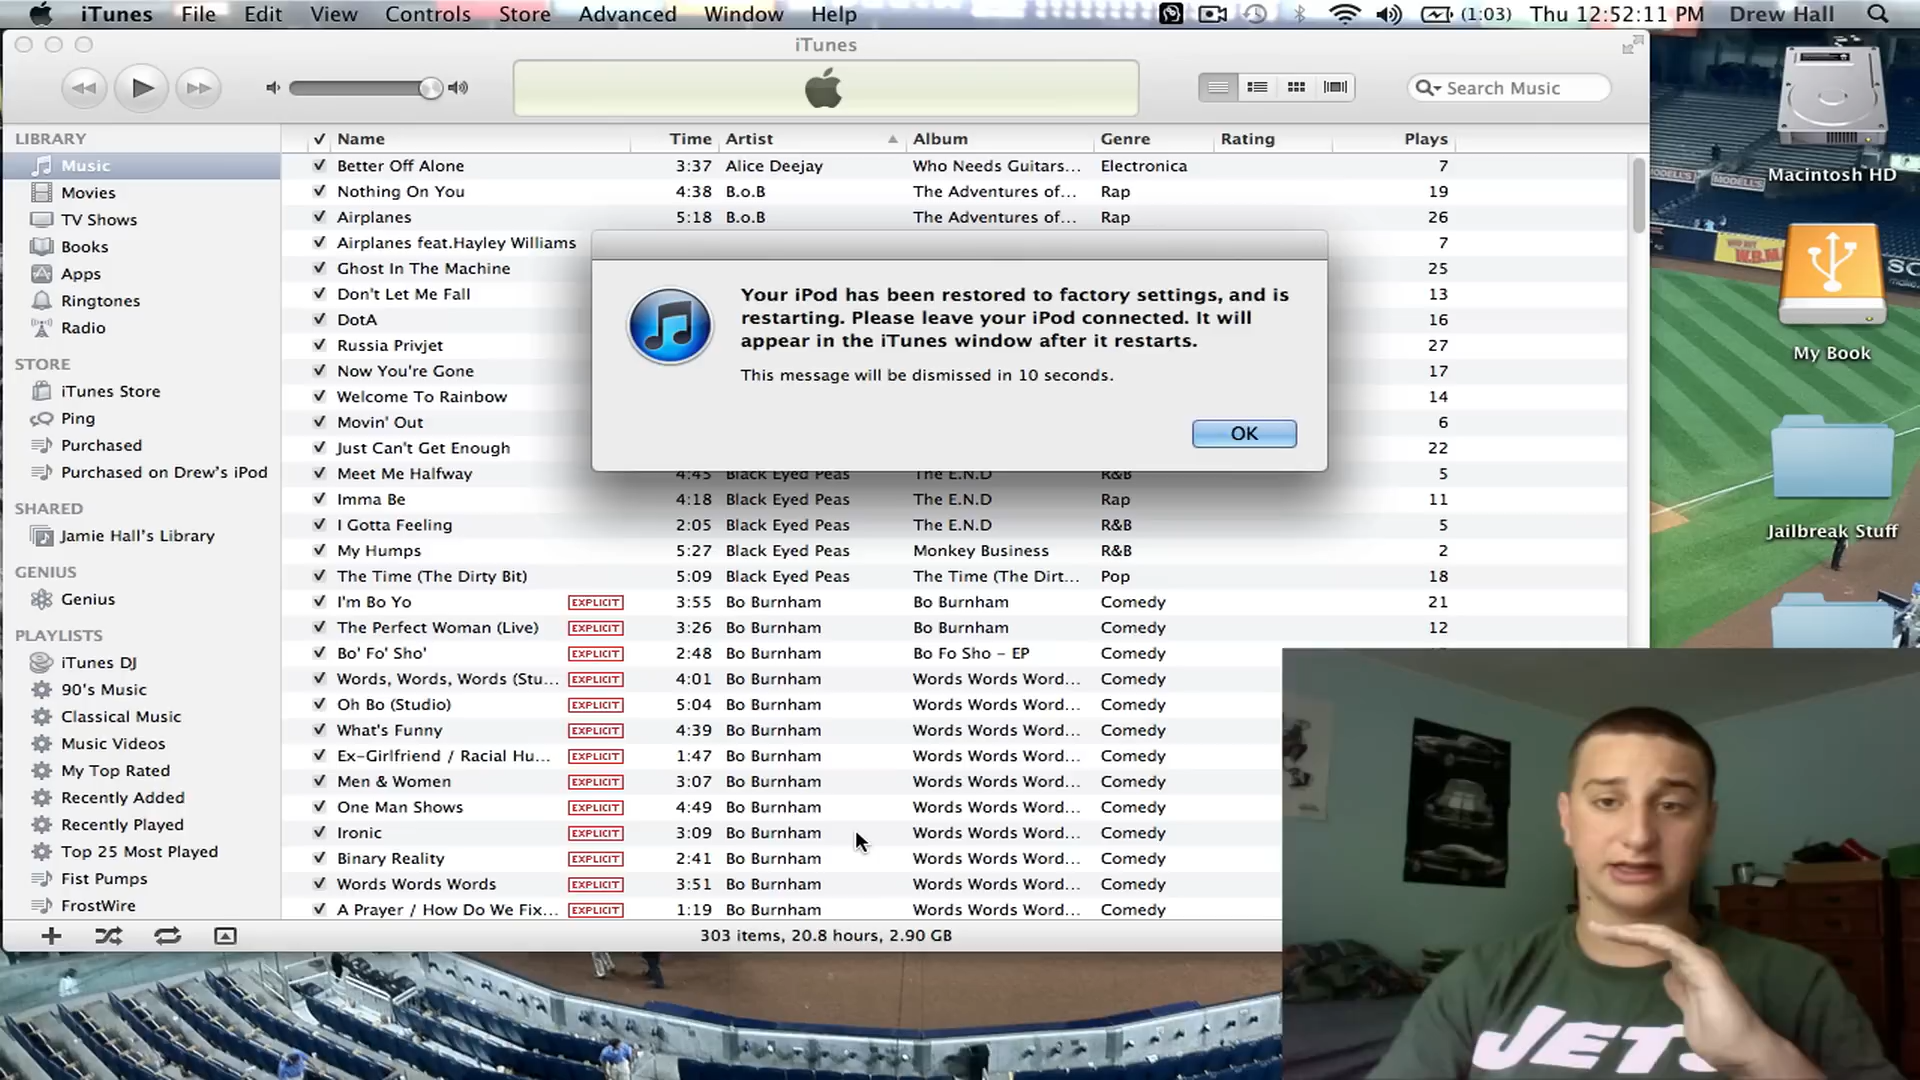 iTunes File Edit View Controls Store Advanced Window Help (1:03) Thu 12:52:11 PM Drew Hall
iTunes
Search Music
LIBRARY
Music
Movies
TV Shows
Books
Apps
Ringtones
Radio
STORE
iTunes Store
Ping
Purchased
Purchased on Drew's iPod
SHARED
Jamie Hall's Library
GENIUS
Genius
PLAYLISTS
iTunes DJ
90's Music
Classical Music
Music Videos
My Top Rated
Recently Added
Recently Played
Top 25 Most Played
Fist Pumps
FrostWire
✓ Name Time Artist Album Genre Rating Plays
Better Off Alone 3:37 Alice Deejay Who Needs Guitars... Electronica 7
Nothing On You 4:38 B.o.B The Adventures of... Rap 19
Airplanes 5:18 B.o.B The Adventures of... Rap 26
Airplanes feat.Hayley Williams 7
Ghost In The Machine 25
Don't Let Me Fall 13
DotA 16
Russia Privjet 27
Now You're Gone 17
Welcome To Rainbow 14
Movin' Out 6
Just Can't Get Enough 22
Meet Me Halfway 4:45 Black Eyed Peas The E.N.D R&B 5
Imma Be 4:18 Black Eyed Peas The E.N.D Rap 11
I Gotta Feeling 2:05 Black Eyed Peas The E.N.D R&B 5
My Humps 5:27 Black Eyed Peas Monkey Business R&B 2
The Time (The Dirty Bit) 5:09 Black Eyed Peas The Time (The Dirt... Pop 18
I'm Bo Yo EXPLICIT 3:55 Bo Burnham Bo Burnham Comedy 21
The Perfect Woman (Live) EXPLICIT 3:26 Bo Burnham Bo Burnham Comedy 12
Bo' Fo' Sho' EXPLICIT 2:48 Bo Burnham Bo Fo Sho – EP Comedy
Words, Words, Words (Stu... EXPLICIT 4:01 Bo Burnham Words Words Word... Comedy
Oh Bo (Studio) EXPLICIT 5:04 Bo Burnham Words Words Word... Comedy
What's Funny EXPLICIT 4:39 Bo Burnham Words Words Word... Comedy
Ex-Girlfriend / Racial Hu... EXPLICIT 1:47 Bo Burnham Words Words Word... Comedy
Men & Women EXPLICIT 3:07 Bo Burnham Words Words Word... Comedy
One Man Shows EXPLICIT 4:49 Bo Burnham Words Words Word... Comedy
Ironic EXPLICIT 3:09 Bo Burnham Words Words Word... Comedy
Binary Reality EXPLICIT 2:41 Bo Burnham Words Words Word... Comedy
Words Words Words EXPLICIT 3:51 Bo Burnham Words Words Word... Comedy
A Prayer / How Do We Fix... EXPLICIT 1:19 Bo Burnham Words Words Word... Comedy
303 items, 20.8 hours, 2.90 GB
Your iPod has been restored to factory settings, and is
restarting. Please leave your iPod connected. It will
appear in the iTunes window after it restarts.
This message will be dismissed in 10 seconds.
OK
Macintosh HD
My Book
Jailbreak Stuff
MODELL'S
MODELL'S
W.B.M
JETS